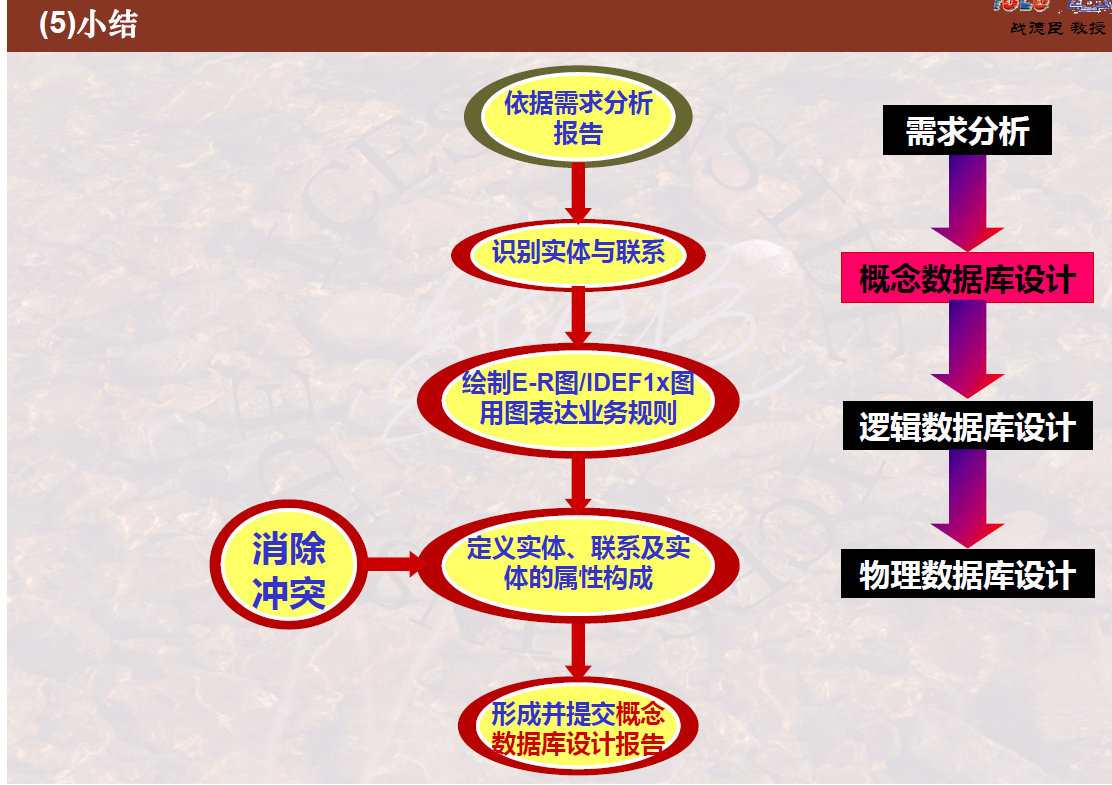 (5)小结
战德臣 教授
依据需求分析
报告
识别实体与联系
绘制E-R图/IDEF1x图
用图表达业务规则
消除
冲突
定义实体、联系及实
体的属性构成
形成并提交概念
数据库设计报告
需求分析
概念数据库设计
逻辑数据库设计
物理数据库设计